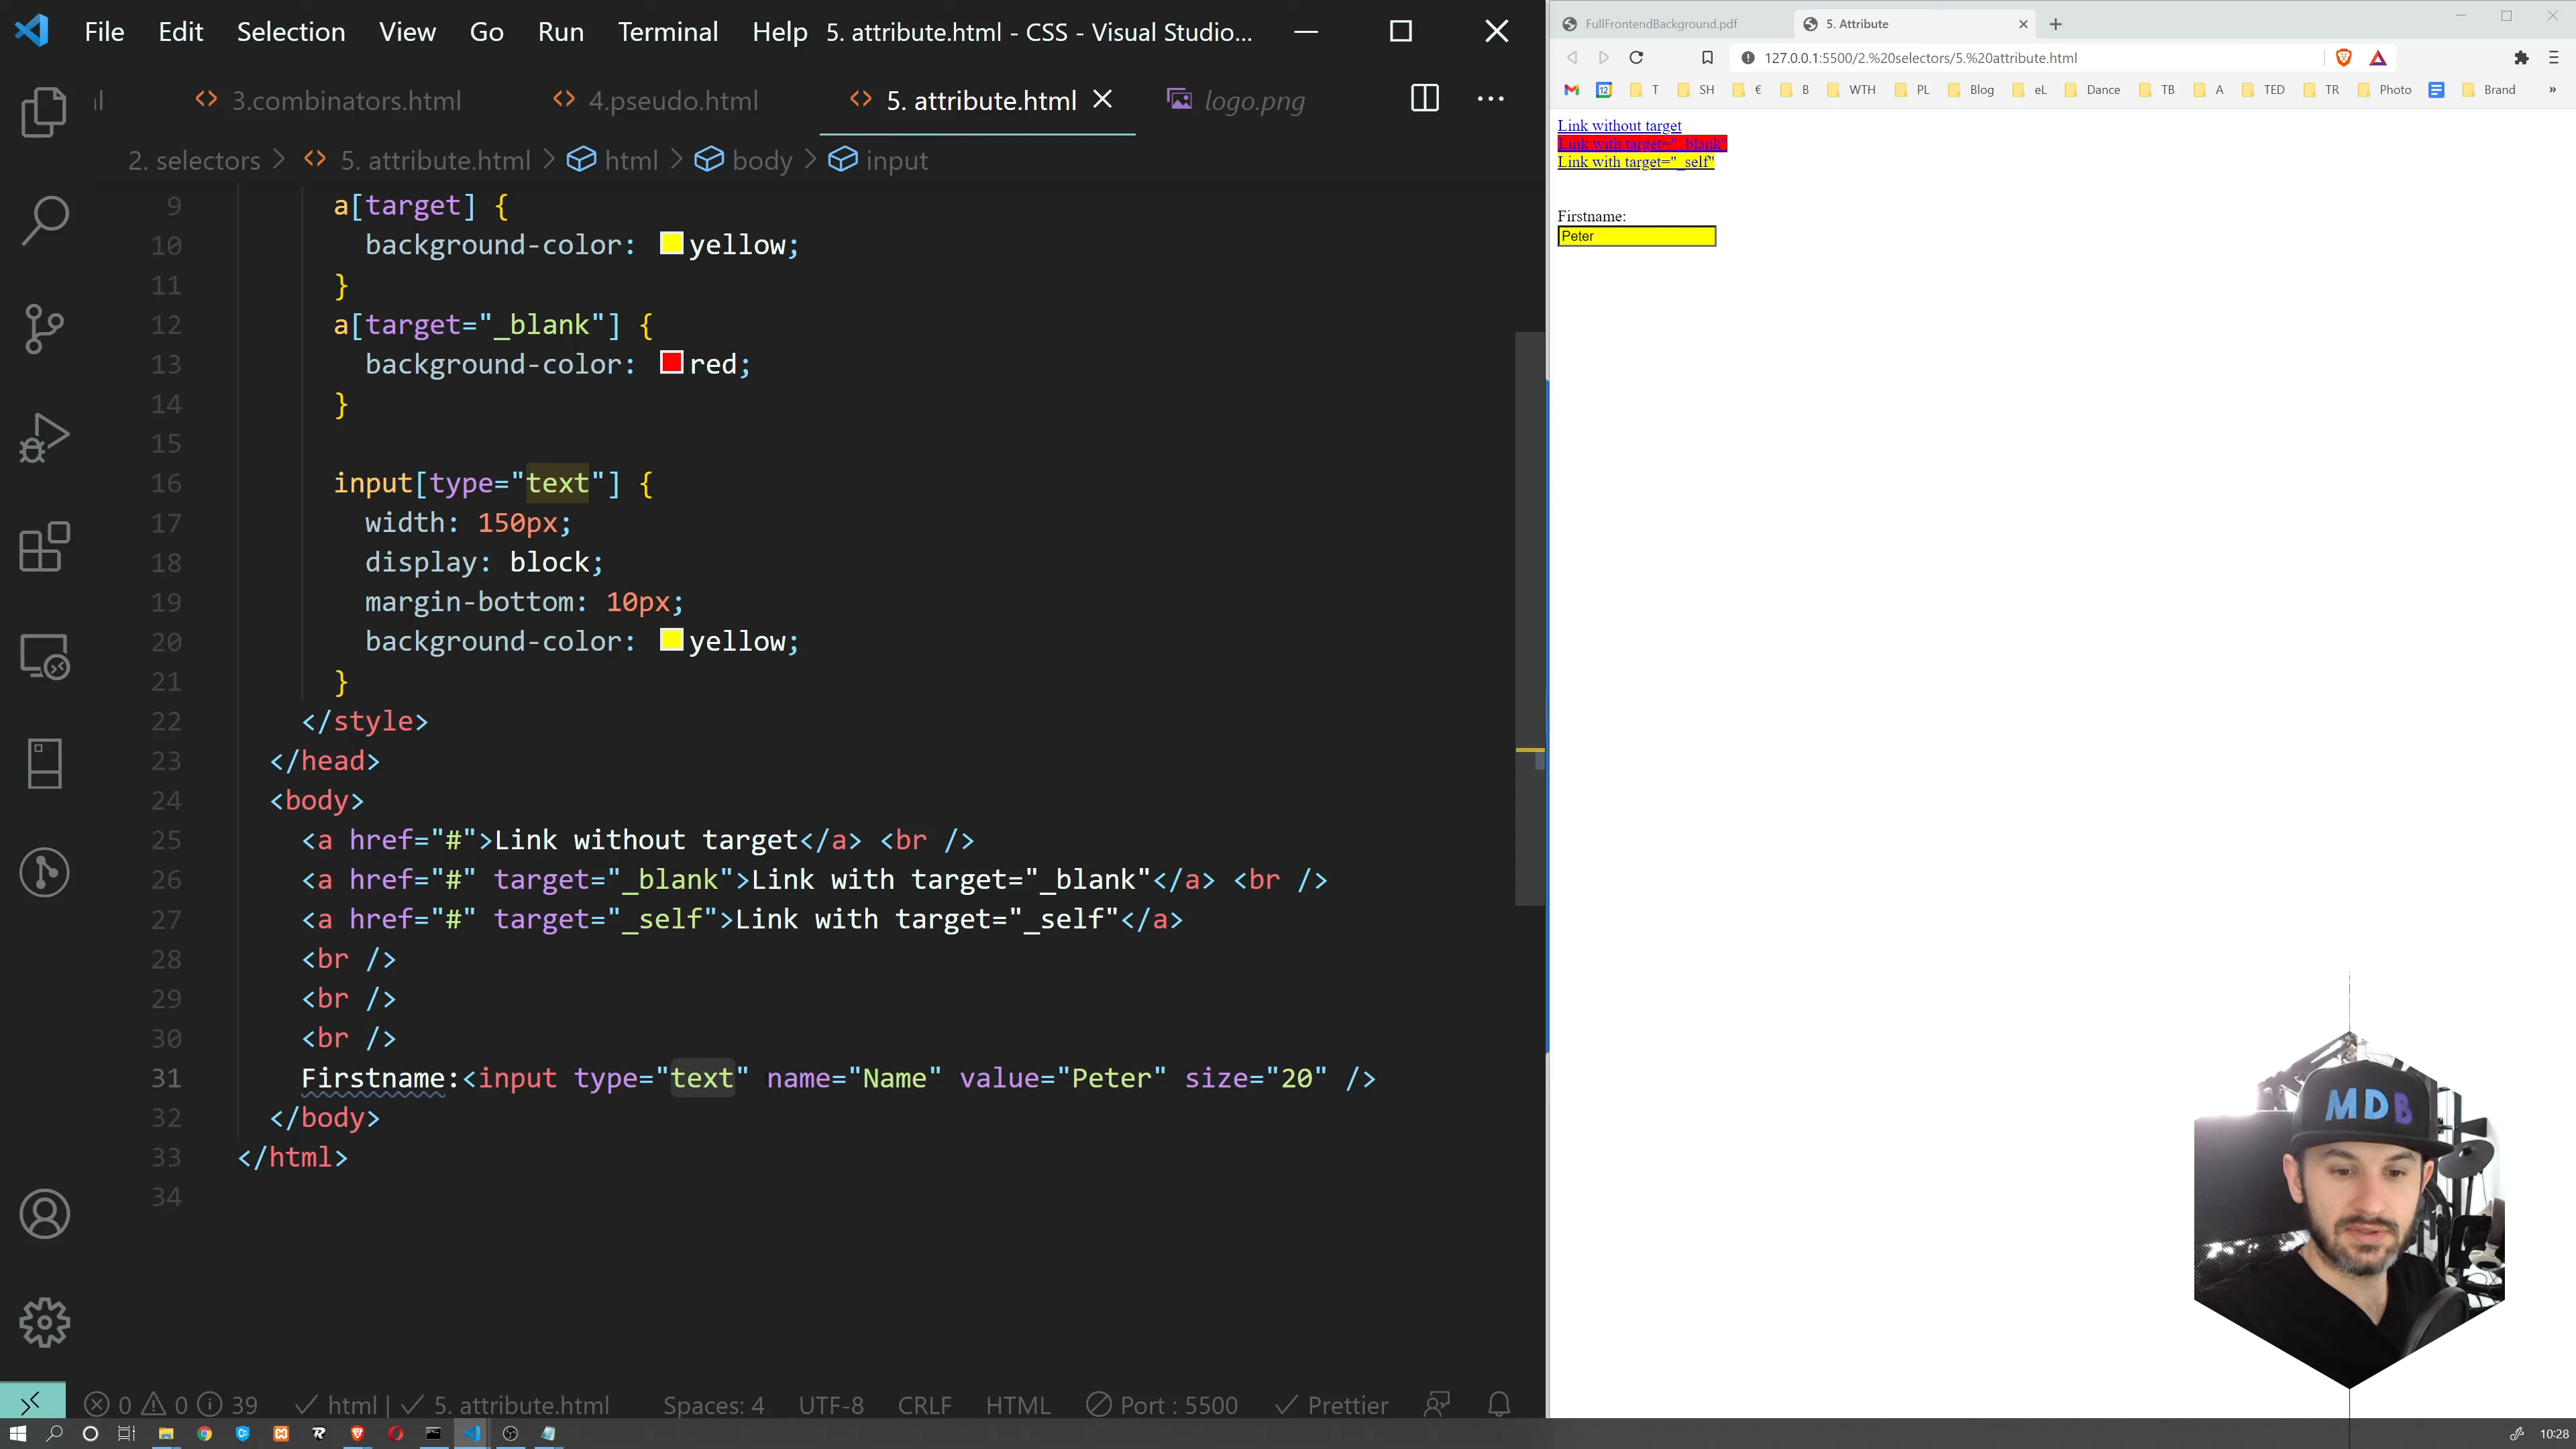 File Edit Selection View Go Run Terminal Help 5. attribute.html - CSS - Visual Studio...
3.combinators.html 4.pseudo.html 5. attribute.html logo.png
2. selectors > 5. attribute.html > html > body > input
9 a[target] {
10 background-color: yellow;
11 }
12 a[target="_blank"] {
13 background-color: red;
14 }
15
16 input[type="text"] {
17 width: 150px;
18 display: block;
19 margin-bottom: 10px;
20 background-color: yellow;
21 }
22 </style>
23 </head>
24 <body>
25 <a href="#">Link without target</a> <br />
26 <a href="#" target="_blank">Link with target="_blank"</a> <br />
27 <a href="#" target="_self">Link with target="_self"</a>
28 <br />
29 <br />
30 <br />
31 Firstname:<input type="text" name="Name" value="Peter" size="20" />
32 </body>
33 </html>
34
0 0 39 html | 5. attribute.html Spaces: 4 UTF-8 CRLF HTML Port : 5500 Prettier
FullFrontendBackground.pdf 5. Attribute
127.0.0.1:5500/2.%20selectors/5.%20attribute.html
12 T SH € B WTH PL Blog eL Dance TB A TED TR Photo Brand »
Link without target
Link with target="_blank"
Link with target="_self"
Firstname:
Peter
MDB
10:28